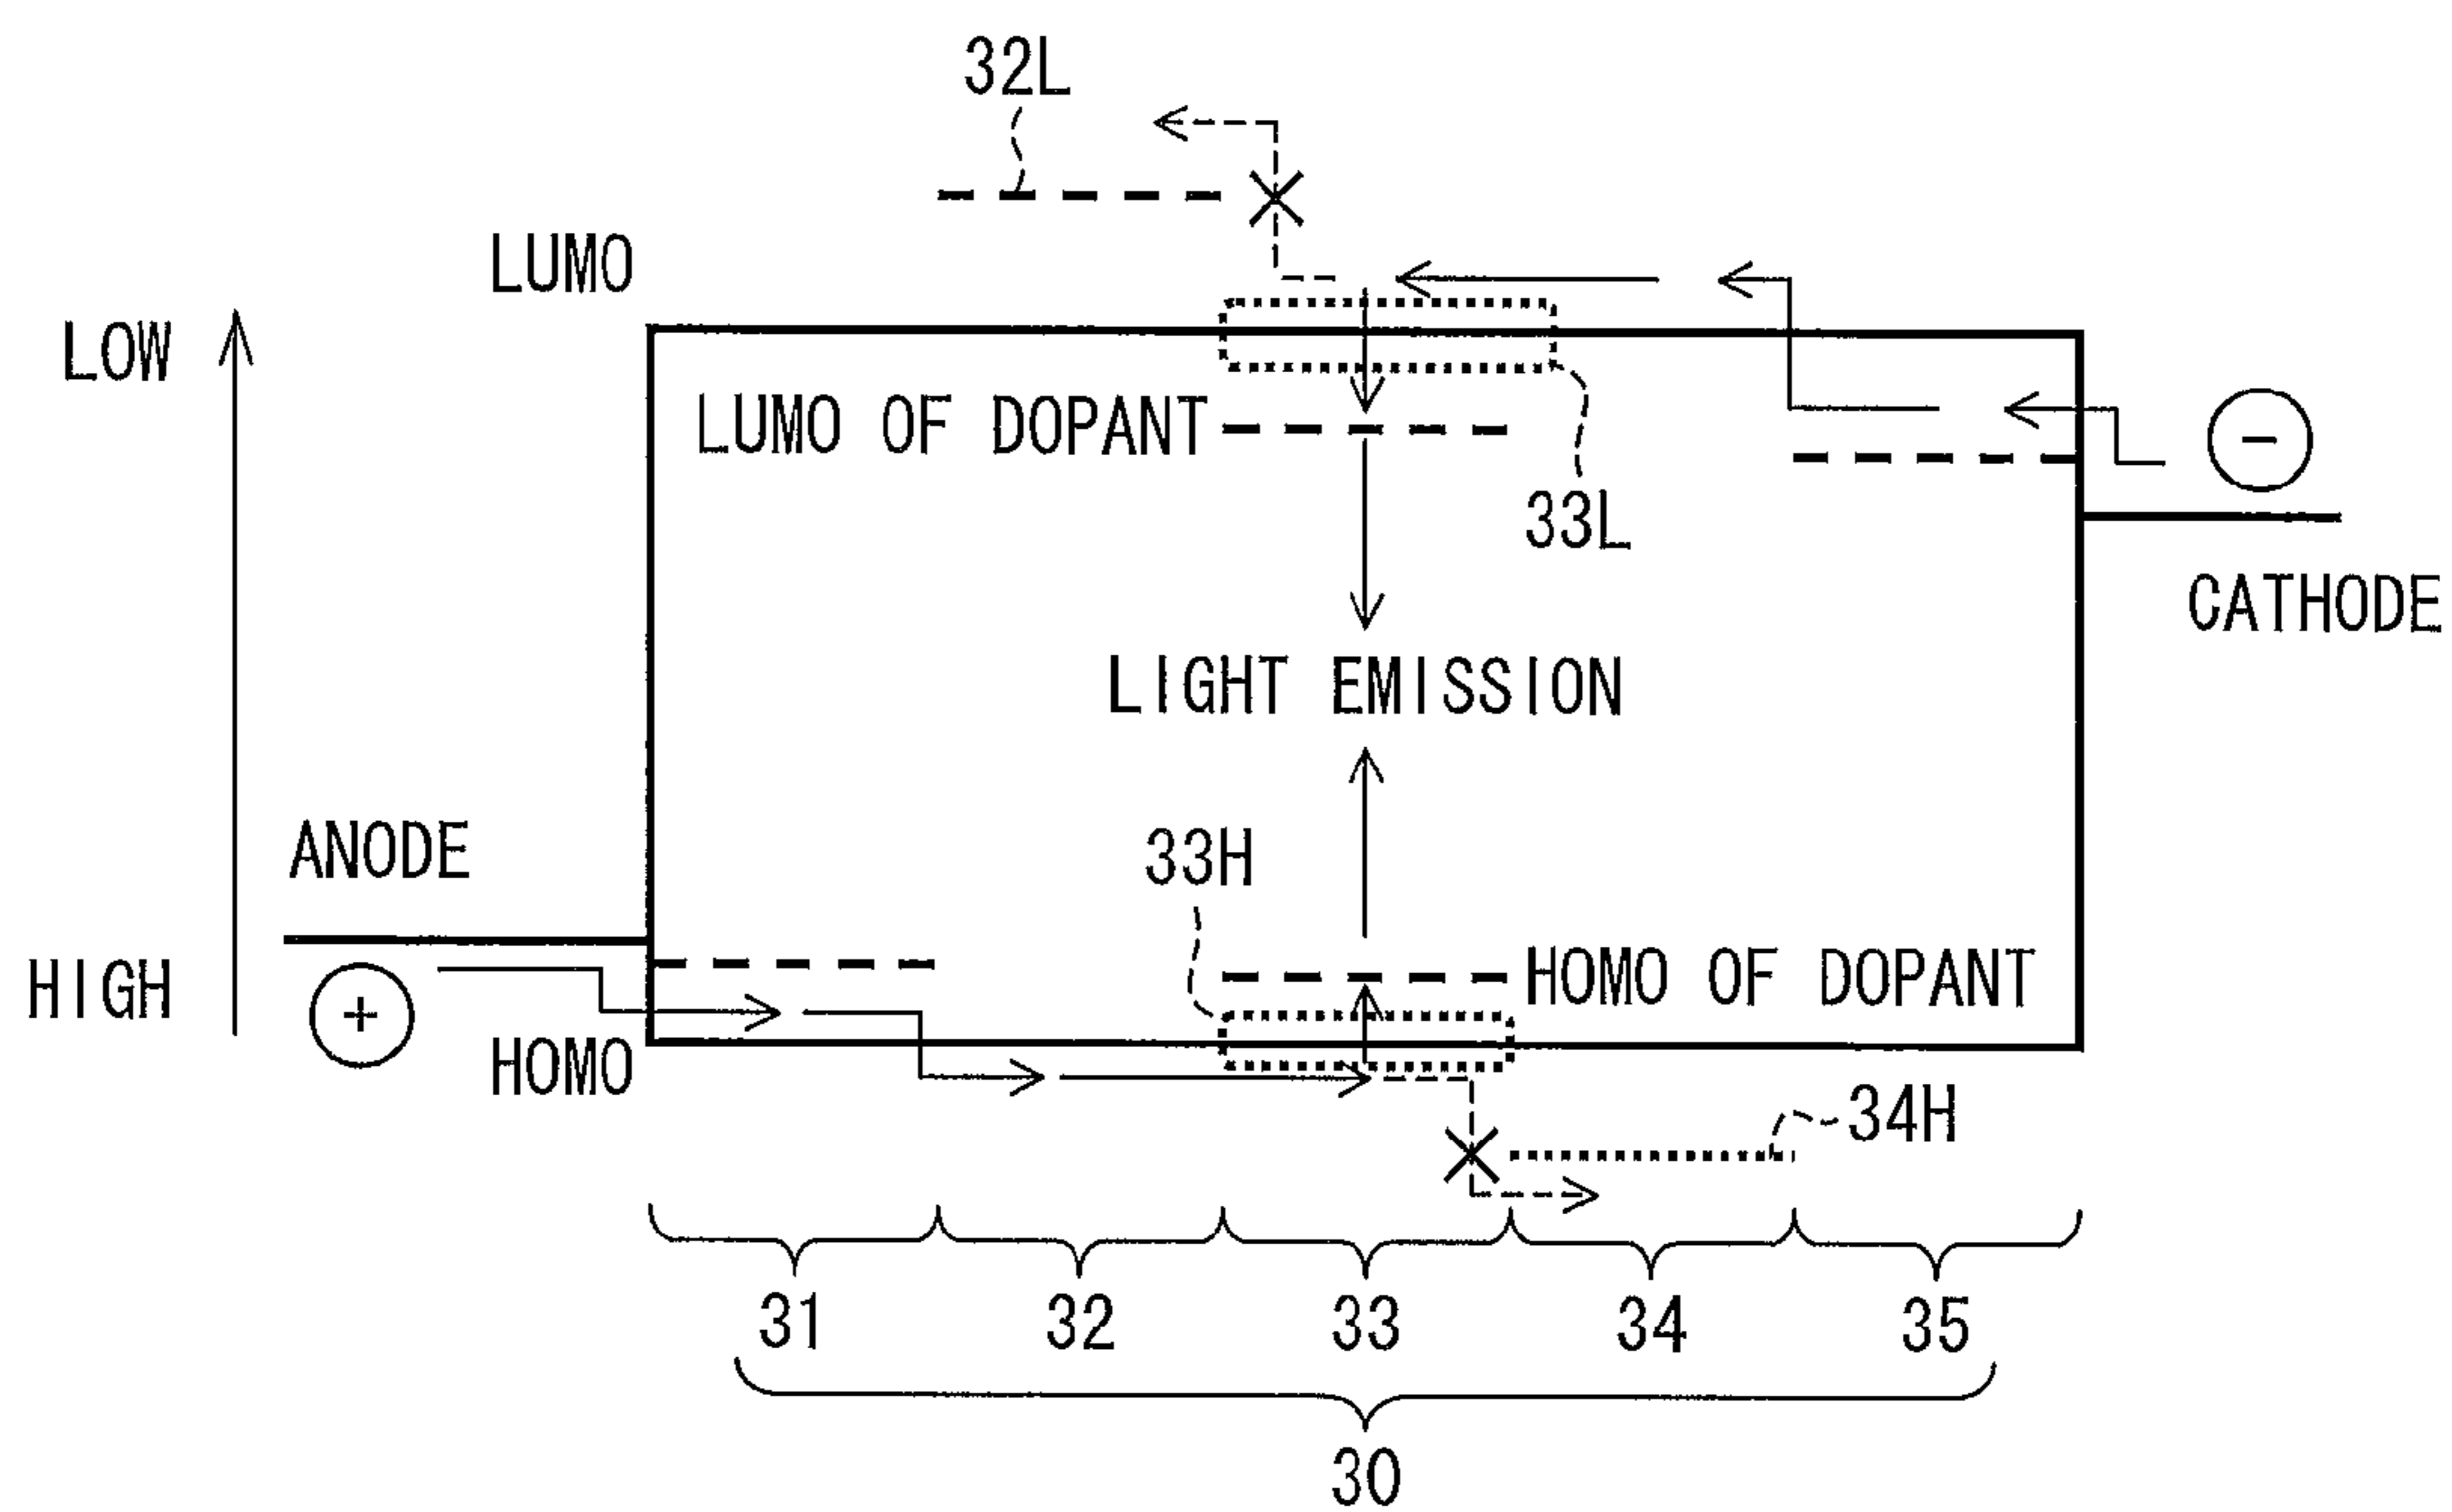 32L
LUMO
LOW
LUMO OF DOPANT
−
33L
CATHODE
LIGHT EMISSION
ANODE
33H
HIGH
+
HOMO OF DOPANT
HOMO
34H
31 32 33 34 35
30